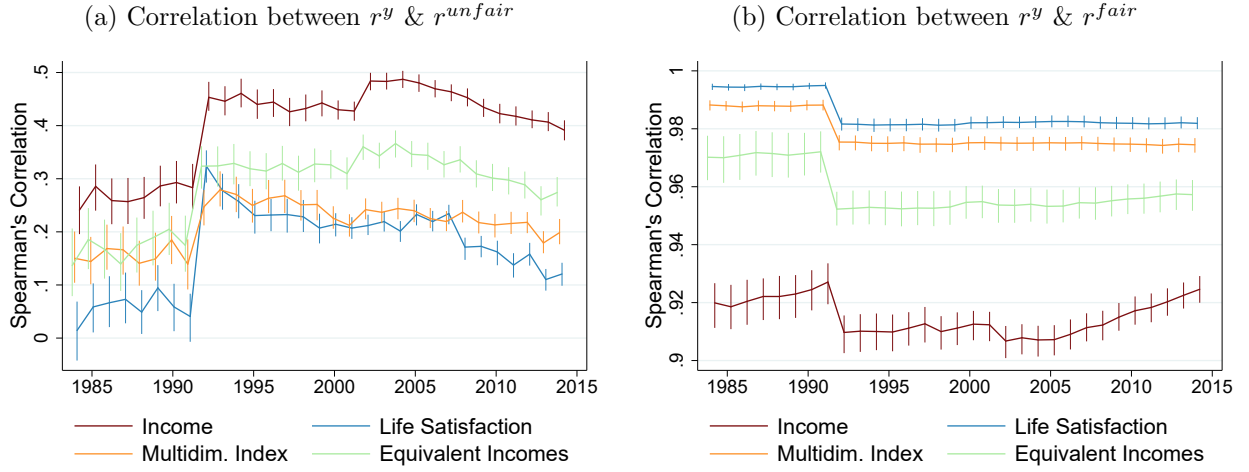 (a) Correlation between r^y & r^unfair
Spearman's Correlation
.5
.4
.3
.2
.1
0
1985 1990 1995 2000 2005 2010 2015
Income Life Satisfaction
Multidim. Index Equivalent Incomes
(b) Correlation between r^y & r^fair
Spearman's Correlation
1
.98
.96
.94
.92
.9
1985 1990 1995 2000 2005 2010 2015
Income Life Satisfaction
Multidim. Index Equivalent Incomes